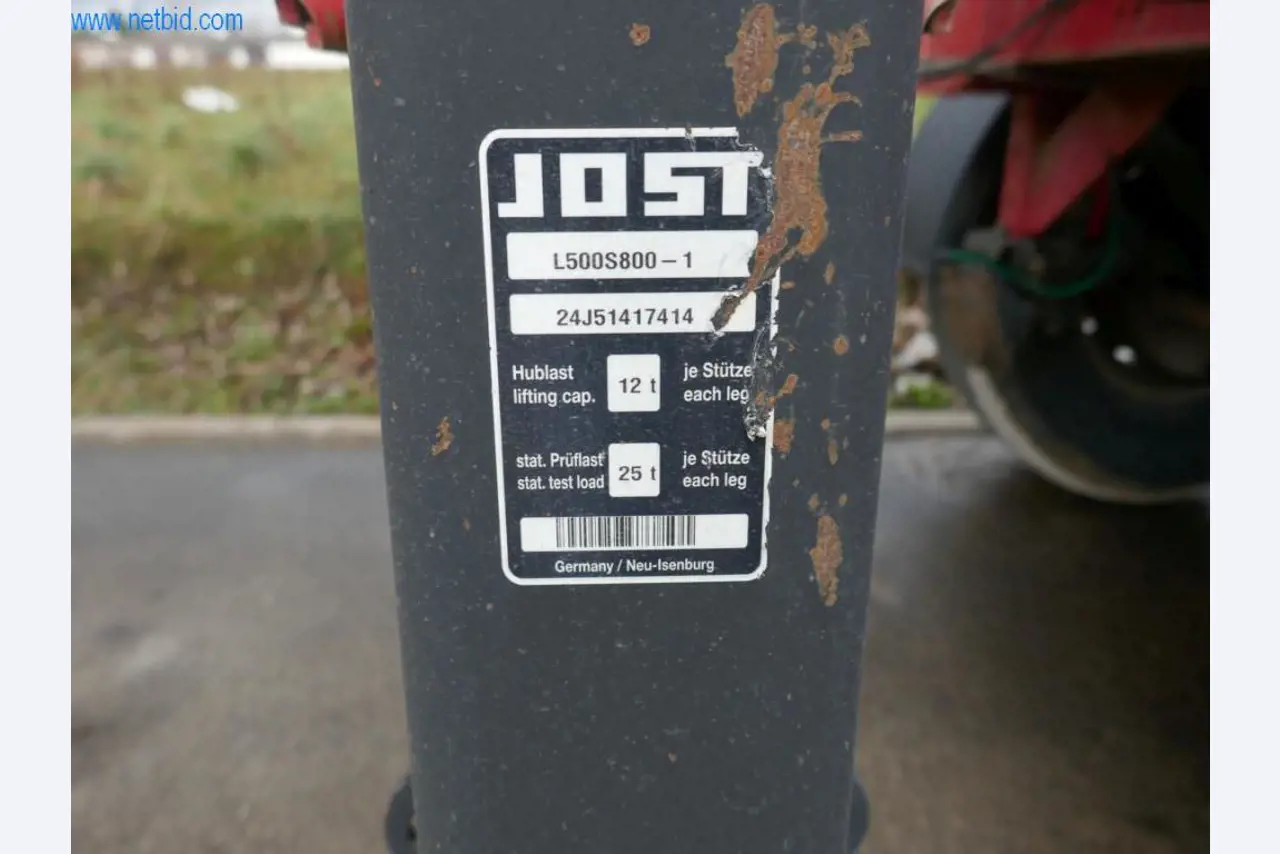 www.netbid.com
JOST
L500S800-1
24J51417414
Hublast 12 t je Stütze
lifting cap. each leg
stat. Prüflast 25 t je Stütze
stat. test load each leg
Germany / Neu-Isenburg